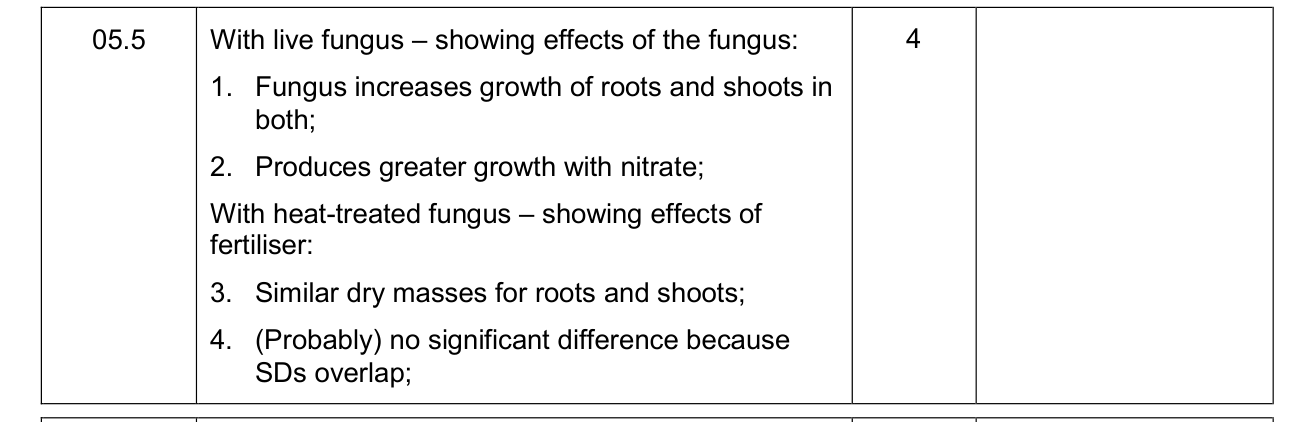 05.5
With live fungus – showing effects of the fungus:
4
1. Fungus increases growth of roots and shoots in
both;
2. Produces greater growth with nitrate;
With heat-treated fungus – showing effects of
fertiliser:
3. Similar dry masses for roots and shoots;
4. (Probably) no significant difference because
SDs overlap;